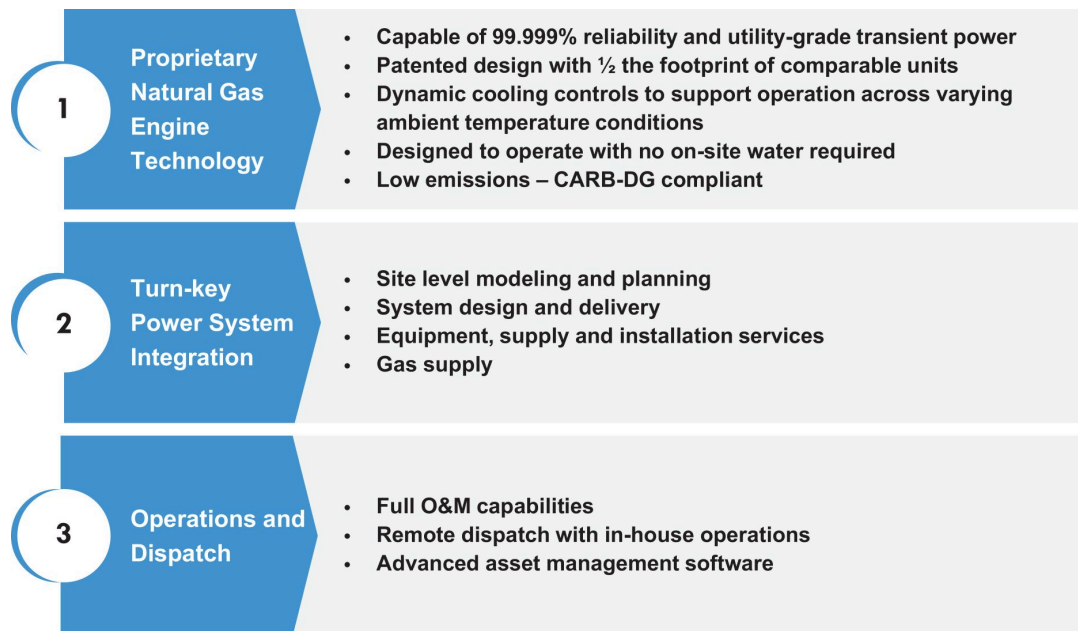 1
Proprietary
Natural Gas
Engine
Technology
• Capable of 99.999% reliability and utility-grade transient power
• Patented design with ½ the footprint of comparable units
• Dynamic cooling controls to support operation across varying
ambient temperature conditions
• Designed to operate with no on-site water required
• Low emissions – CARB-DG compliant
2
Turn-key
Power System
Integration
• Site level modeling and planning
• System design and delivery
• Equipment, supply and installation services
• Gas supply
3
Operations and
Dispatch
• Full O&M capabilities
• Remote dispatch with in-house operations
• Advanced asset management software